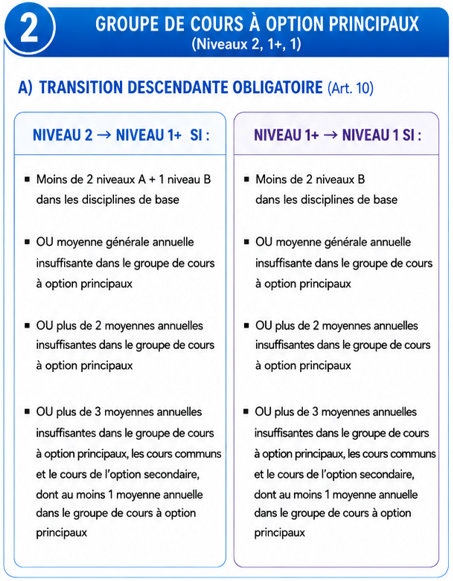 2
GROUPE DE COURS À OPTION PRINCIPAUX
(Niveaux 2, 1+, 1)
A) TRANSITION DESCENDANTE OBLIGATOIRE (Art. 10)
NIVEAU 2 → NIVEAU 1+ SI :
▪ Moins de 2 niveaux A + 1 niveau B
dans les disciplines de base
▪ OU moyenne générale annuelle
insuffisante dans le groupe de cours
à option principaux
▪ OU plus de 2 moyennes annuelles
insuffisantes dans le groupe de cours
à option principaux
▪ OU plus de 3 moyennes annuelles
insuffisantes dans le groupe de cours
à option principaux, les cours communs
et le cours de l'option secondaire,
dont au moins 1 moyenne annuelle
dans le groupe de cours à option
principaux
NIVEAU 1+ → NIVEAU 1 SI :
▪ Moins de 2 niveaux B
dans les disciplines de base
▪ OU moyenne générale annuelle
insuffisante dans le groupe de cours
à option principaux
▪ OU plus de 2 moyennes annuelles
insuffisantes dans le groupe de cours
à option principaux
▪ OU plus de 3 moyennes annuelles
insuffisantes dans le groupe de cours
à option principaux, les cours communs
et le cours de l'option secondaire,
dont au moins 1 moyenne annuelle
dans le groupe de cours à option
principaux